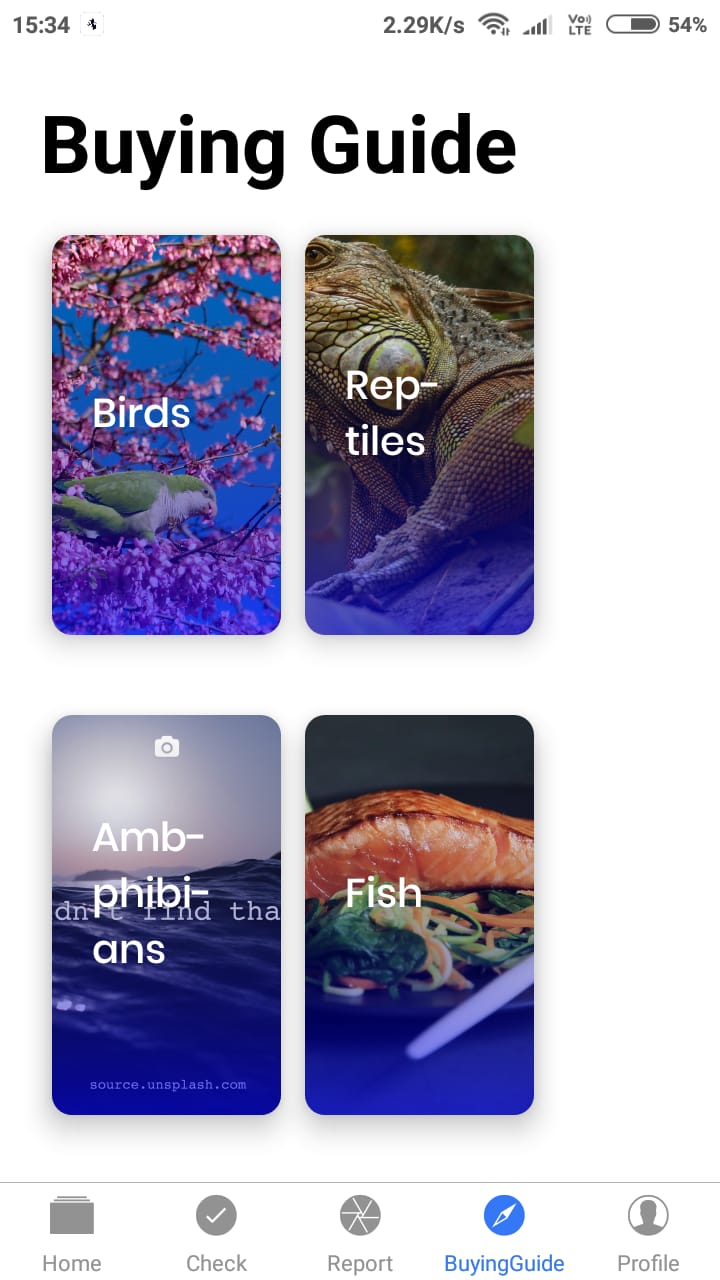 15:34 2.29K/s Vo) LTE 54%
Buying Guide
Birds
Rep-
tiles
Amb-
phibi-
ans
dn't find tha
source.unsplash.com
Fish
Home Check Report BuyingGuide Profile